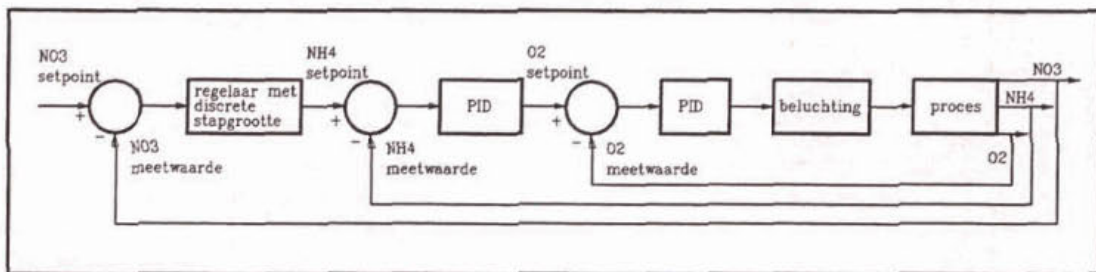 NO3
setpoint
+
-
NO3
meetwaarde
regelaar met
discrete
stapgrootte
NH4
setpoint
+
-
NH4
meetwaarde
PID
O2
setpoint
+
-
O2
meetwaarde
PID
beluchting
proces
NO3
NH4
O2